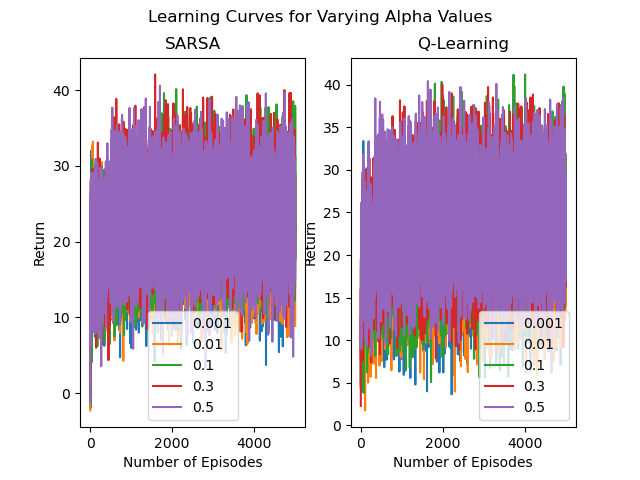 Learning Curves for Varying Alpha Values
SARSA
40
30
20
10
0
Return
0 2000 4000
Number of Episodes
0.001
0.01
0.1
0.3
0.5
Q-Learning
40
35
30
25
20
15
10
5
0
Return
0 2000 4000
Number of Episodes
0.001
0.01
0.1
0.3
0.5